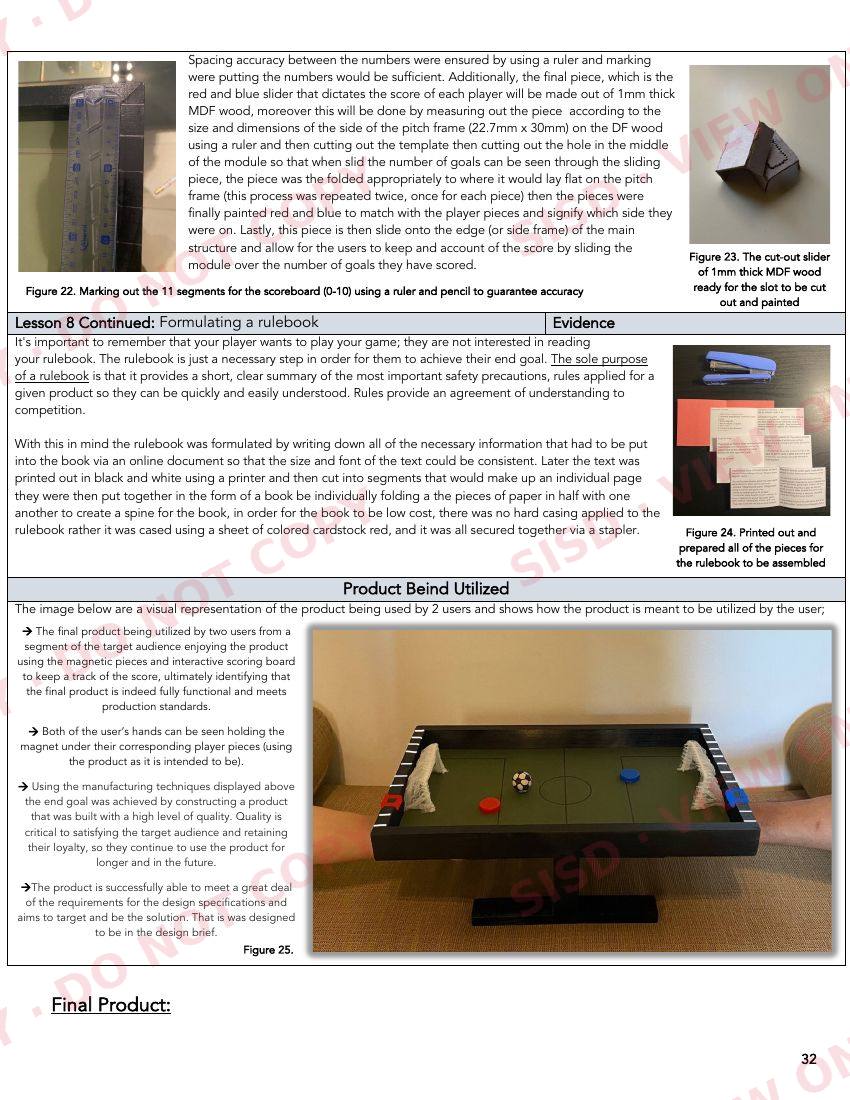 Spacing accuracy between the numbers were ensured by using a ruler and marking
were putting the numbers would be sufficient. Additionally, the final piece, which is the
red and blue slider that dictates the score of each player will be made out of 1mm thick
MDF wood, moreover this will be done by measuring out the piece according to the
size and dimensions of the side of the pitch frame (22.7mm x 30mm) on the DF wood
using a ruler and then cutting out the template then cutting out the hole in the middle
of the module so that when slid the number of goals can be seen through the sliding
piece, the piece was the folded appropriately to where it would lay flat on the pitch
frame (this process was repeated twice, once for each piece) then the pieces were
finally painted red and blue to match with the player pieces and signify which side they
were on. Lastly, this piece is then slide onto the edge (or side frame) of the main
structure and allow for the users to keep and account of the score by sliding the
module over the number of goals they have scored.
Figure 22. Marking out the 11 segments for the scoreboard (0-10) using a ruler and pencil to guarantee accuracy
Figure 23. The cut-out slider
of 1mm thick MDF wood
ready for the slot to be cut
out and painted
Lesson 8 Continued: Formulating a rulebook
Evidence
It's important to remember that your player wants to play your game; they are not interested in reading
your rulebook. The rulebook is just a necessary step in order for them to achieve their end goal. The sole purpose
of a rulebook is that it provides a short, clear summary of the most important safety precautions, rules applied for a
given product so they can be quickly and easily understood. Rules provide an agreement of understanding to
competition.
With this in mind the rulebook was formulated by writing down all of the necessary information that had to be put
into the book via an online document so that the size and font of the text could be consistent. Later the text was
printed out in black and white using a printer and then cut into segments that would make up an individual page
they were then put together in the form of a book be individually folding a the pieces of paper in half with one
another to create a spine for the book, in order for the book to be low cost, there was no hard casing applied to the
rulebook rather it was cased using a sheet of colored cardstock red, and it was all secured together via a stapler.
Figure 24. Printed out and
prepared all of the pieces for
the rulebook to be assembled
Product Beind Utilized
The image below are a visual representation of the product being used by 2 users and shows how the product is meant to be utilized by the user;
→ The final product being utilized by two users from a
segment of the target audience enjoying the product
using the magnetic pieces and interactive scoring board
to keep a track of the score, ultimately identifying that
the final product is indeed fully functional and meets
production standards.
→ Both of the user's hands can be seen holding the
magnet under their corresponding player pieces (using
the product as it is intended to be).
→ Using the manufacturing techniques displayed above
the end goal was achieved by constructing a product
that was built with a high level of quality. Quality is
critical to satisfying the target audience and retaining
their loyalty, so they continue to use the product for
longer and in the future.
→The product is successfully able to meet a great deal
of the requirements for the design specifications and
aims to target and be the solution. That is was designed
to be in the design brief.
Figure 25.
Final Product:
32
SISD · VIEW ONLY · DO NOT COPY